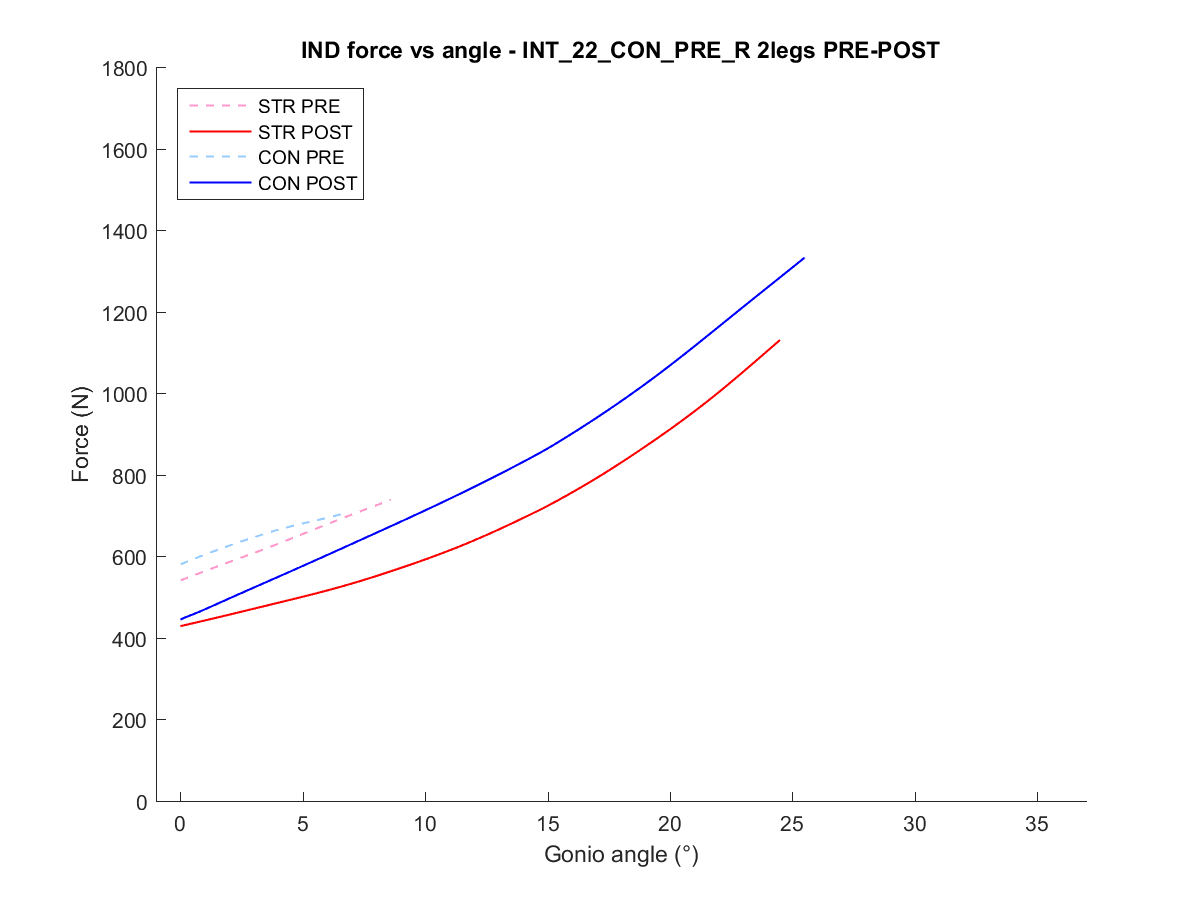 IND force vs angle - INT_22_CON_PRE_R 2legs PRE-POST
STR PRE
STR POST
CON PRE
CON POST
1800
1600
1400
1200
1000
800
600
400
200
0
Force (N)
0 5 10 15 20 25 30 35
Gonio angle (°)